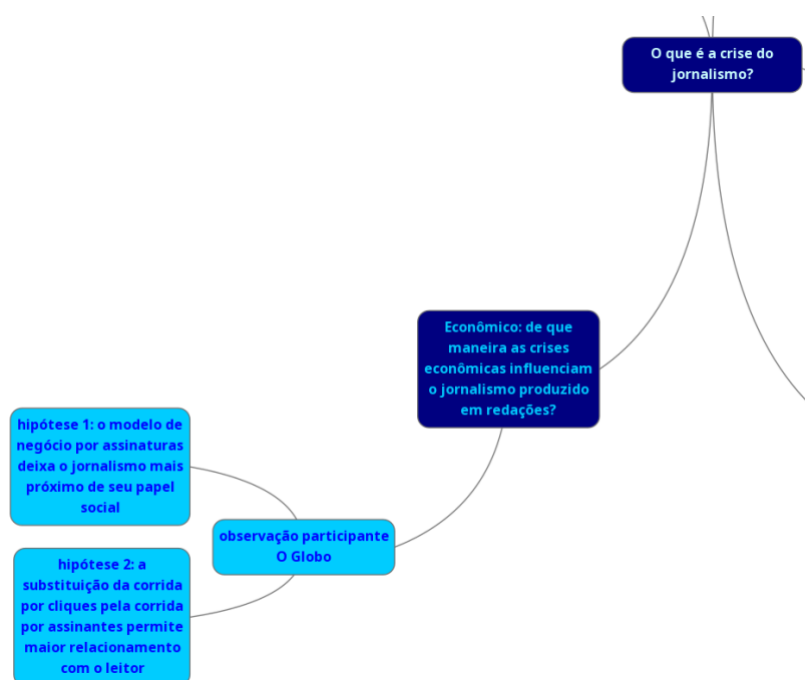 O que é a crise do
jornalismo?
Econômico: de que
maneira as crises
econômicas influenciam
o jornalismo produzido
em redações?
hipótese 1: o modelo de
negócio por assinaturas
deixa o jornalismo mais
próximo de seu papel
social
observação participante
O Globo
hipótese 2: a
substituição da corrida
por cliques pela corrida
por assinantes permite
maior relacionamento
com o leitor